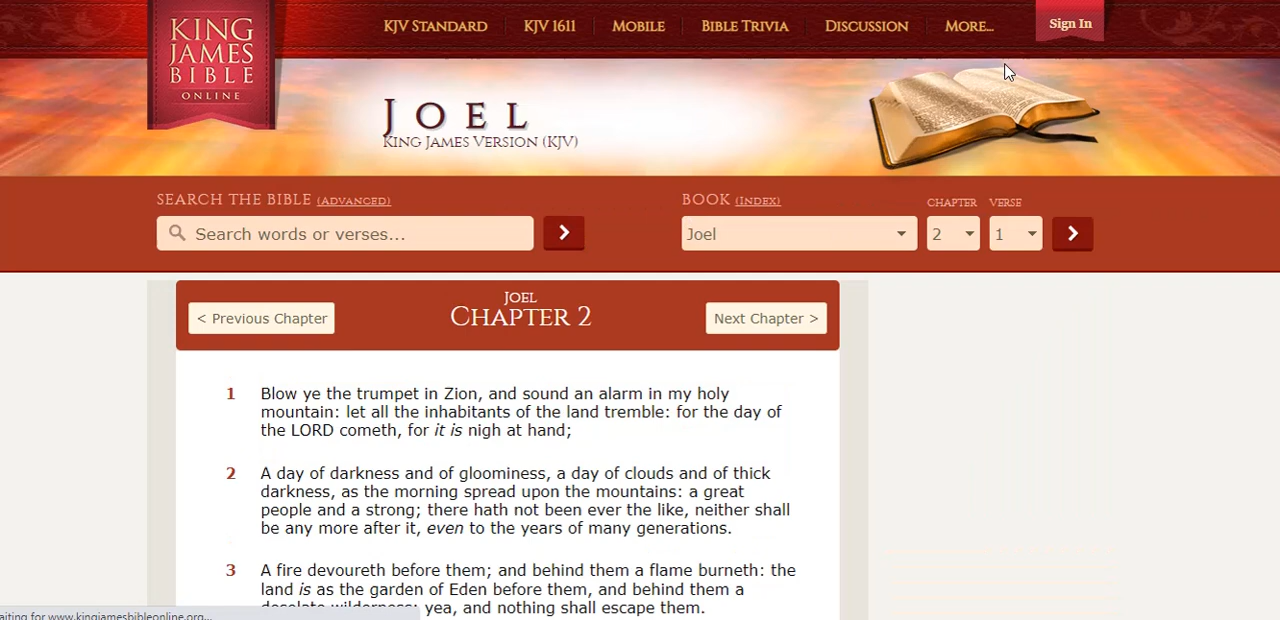 KING
JAMES
BIBLE
ONLINE
KJV STANDARD KJV 1611 MOBILE BIBLE TRIVIA DISCUSSION MORE... Sign In
JOEL
KING JAMES VERSION (KJV)
SEARCH THE BIBLE (ADVANCED) BOOK (INDEX) CHAPTER VERSE
Search words or verses... Joel 2 1
JOEL
< Previous Chapter CHAPTER 2 Next Chapter >
1 Blow ye the trumpet in Zion, and sound an alarm in my holy
mountain: let all the inhabitants of the land tremble: for the day of
the LORD cometh, for it is nigh at hand;
2 A day of darkness and of gloominess, a day of clouds and of thick
darkness, as the morning spread upon the mountains: a great
people and a strong; there hath not been ever the like, neither shall
be any more after it, even to the years of many generations.
3 A fire devoureth before them; and behind them a flame burneth: the
land is as the garden of Eden before them, and behind them a
desolate wilderness; yea, and nothing shall escape them.
aiting for www.kingjamesbibleonline.org...